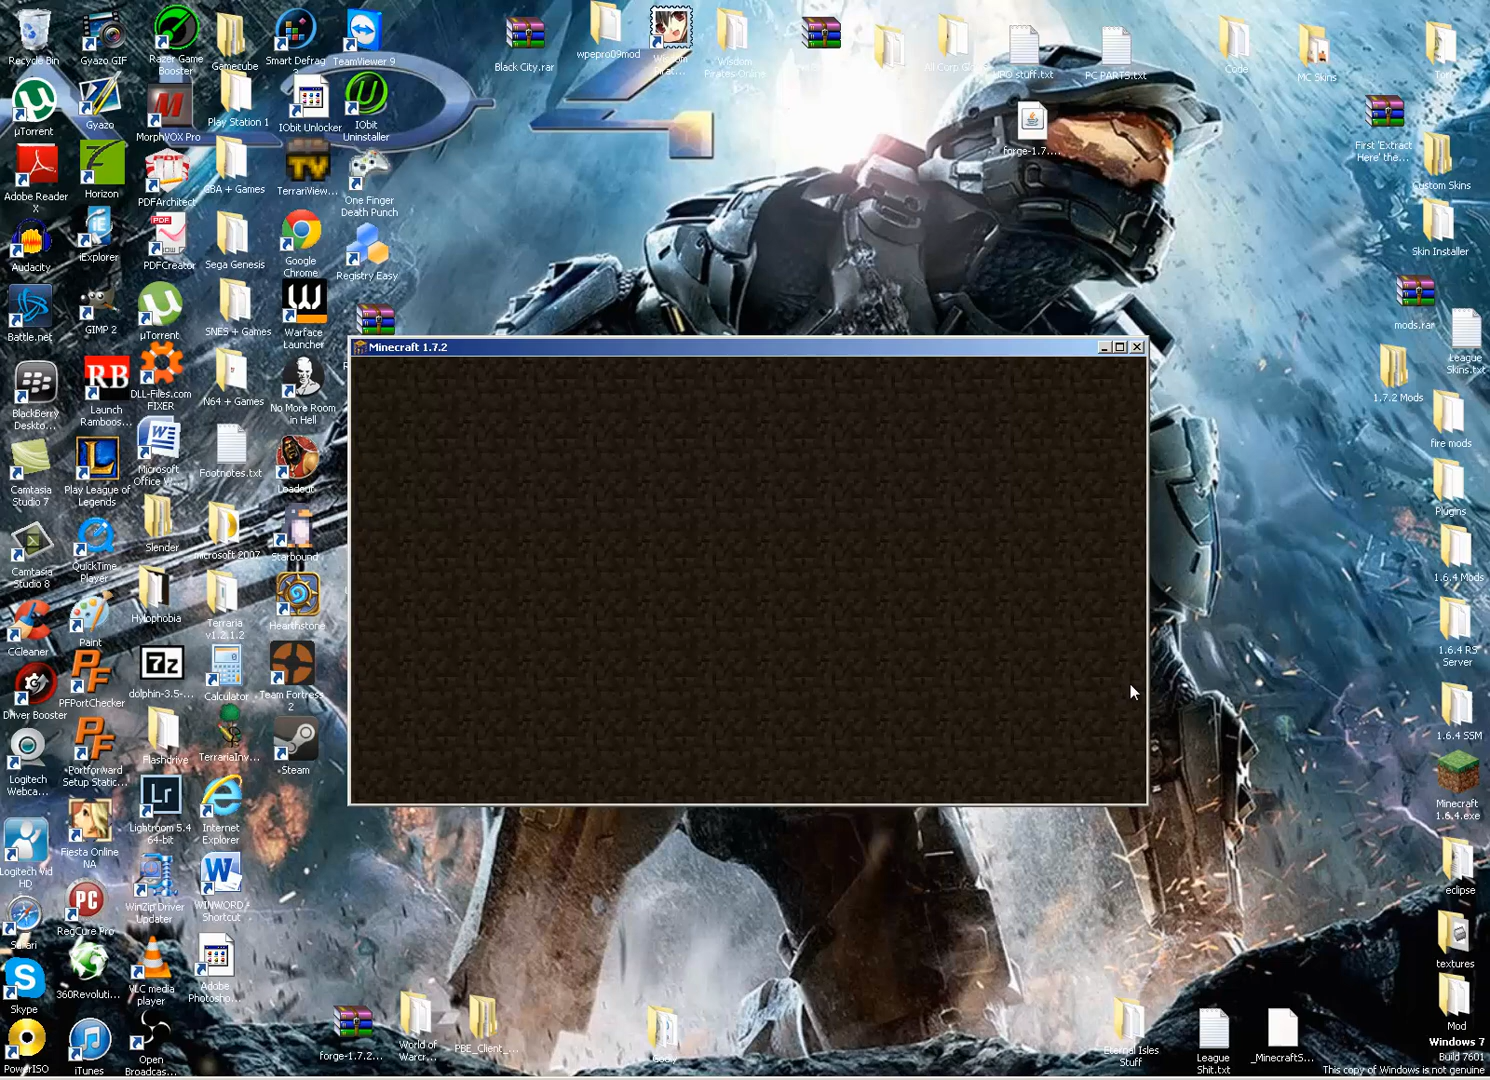 Recycle Bin
Gyazo GIF
Razer Game
Booster
Gamecube
Smart Defrag
TeamViewer 9
Black City.rar
wpepro09mod
Wisdom
Pirates-Online
UFO stuff.txt
PC PARTS.txt
Code
MC Skins
Tori
µTorrent
Gyazo
MorphVOX Pro
Play Station 1
IObit Unlocker
IObit
Uninstaller
forge-1.7....
First 'Extract
Here' the...
Adobe Reader
X
Horizon
PDFArchitect
GBA + Games
TerrariView...
One Finger
Death Punch
Custom Skins
Audacity
iExplorer
PDFCreator
Sega Genesis
Google
Chrome
Registry Easy
Skin Installer
Battle.net
GIMP 2
µTorrent
SNES + Games
Warface
Launcher
mods.rar
League
Skins.txt
Minecraft 1.7.2
BlackBerry
Deskto...
Launch
Ramboos...
DLL-Files.com
FIXER
N64 + Games
No More Room
in Hell
1.7.2 Mods
fire mods
Camtasia
Studio 7
Play League of
Legends
Microsoft
Office W...
Footnotes.txt
Loadout
Plugins
Camtasia
Studio 8
QuickTime
Player
Slender
microsoft 2007
Starbound
1.6.4 Mods
CCleaner
Paint
Hylophobia
Terraria
v1.2.1.2
Hearthstone
1.6.4 RS
Server
Driver Booster
PFPortChecker
dolphin-3.5-...
Calculator
Team Fortress
2
1.6.4 SSM
Logitech
Webca...
Portforward
Setup Static...
Flashdrive
TerrariaInv...
Steam
Minecraft
1.6.4.exe
Logitech Vid
HD
Fiesta Online
NA
Lightroom 5.4
64-bit
Internet
Explorer
eclipse
Safari
RegCure Pro
WinZip Driver
Updater
WINWORD -
Shortcut
textures
Skype
360Revoluti...
VLC media
player
Adobe
Photosho...
Mod
PowerISO
iTunes
Open
Broadcas...
forge-1.7.2...
World of
Warcr...
PBE_Client_...
Eternal Isles
Stuff
League
Shit.txt
_MinecraftS...
Windows 7
Build 7601
This copy of Windows is not genuine